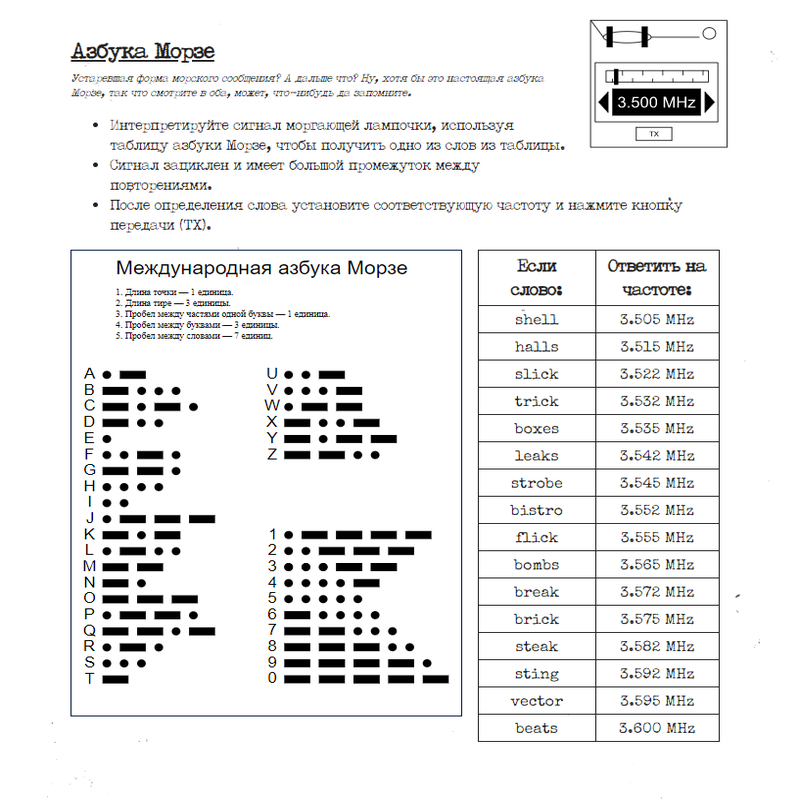 Азбука Морзе
Устаревшая форма морского сообщения? А дальше что? Ну, хотя бы это настоящая азбука
Морзе, так что смотрите в оба, может, что-нибудь да запомните.
3.500 MHz
TX
• Интерпретируйте сигнал моргающей лампочки, используя
таблицу азбуки Морзе, чтобы получить одно из слов из таблицы.
• Сигнал зациклен и имеет большой промежуток между
повторениями.
• После определения слова установите соответствующую частоту и нажмите кнопку
передачи (TX).
Международная азбука Морзе
1. Длина точки — 1 единица.
2. Длина тире — 3 единицы.
3. Пробел между частями одной буквы — 1 единица.
4. Пробел между буквами — 3 единицы.
5. Пробел между словами — 7 единиц.
A
B
C
D
E
F
G
H
I
J
K
L
M
N
O
P
Q
R
S
T
U
V
W
X
Y
Z
1
2
3
4
5
6
7
8
9
0
Если слово: Ответить на частоте:
shell 3.505 MHz
halls 3.515 MHz
slick 3.522 MHz
trick 3.532 MHz
boxes 3.535 MHz
leaks 3.542 MHz
strobe 3.545 MHz
bistro 3.552 MHz
flick 3.555 MHz
bombs 3.565 MHz
break 3.572 MHz
brick 3.575 MHz
steak 3.582 MHz
sting 3.592 MHz
vector 3.595 MHz
beats 3.600 MHz